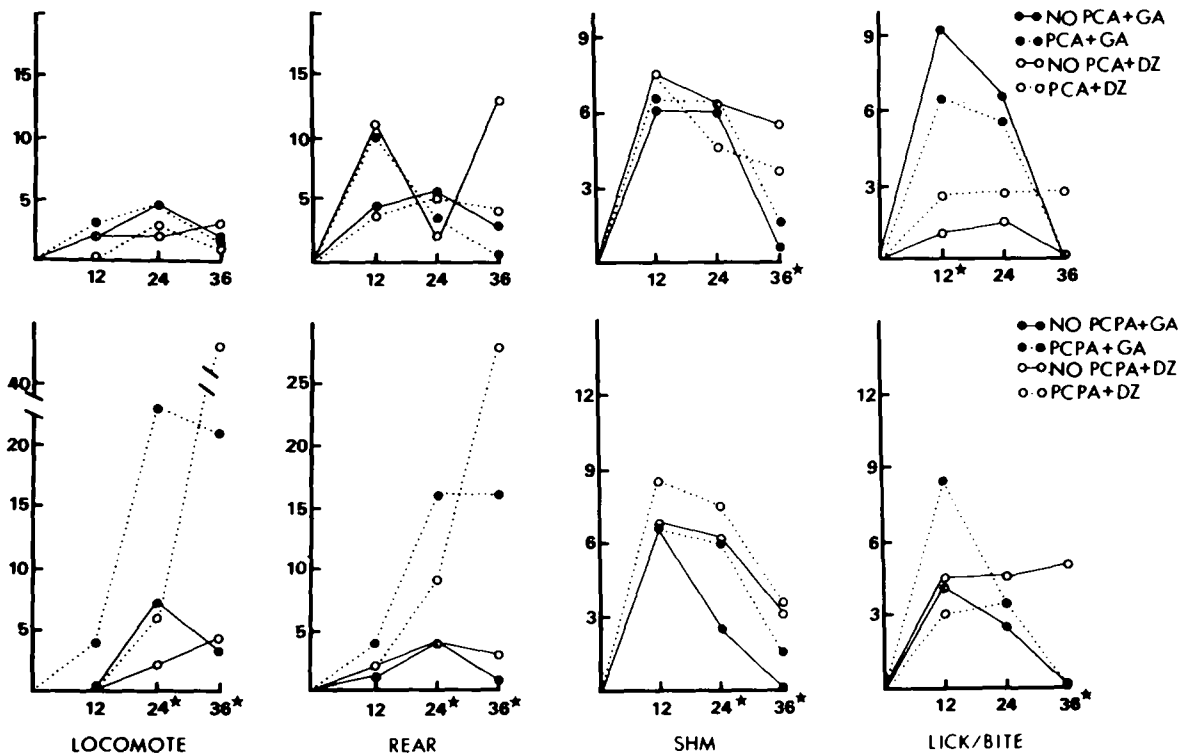 NO PCA+GA
PCA+GA
NO PCA+DZ
PCA+DZ
15
10
5
12 24 36
15
10
5
12 24 36
9
6
3
12 24 36★
9
6
3
12★ 24 36
NO PCPA+GA
PCPA+GA
NO PCPA+DZ
PCPA+DZ
40
20
15
10
5
12 24★ 36★
LOCOMOTE
25
20
15
10
5
12 24★ 36★
REAR
12
9
6
3
12 24★ 36★
SHM
12
9
6
3
12 24 36★
LICK/BITE